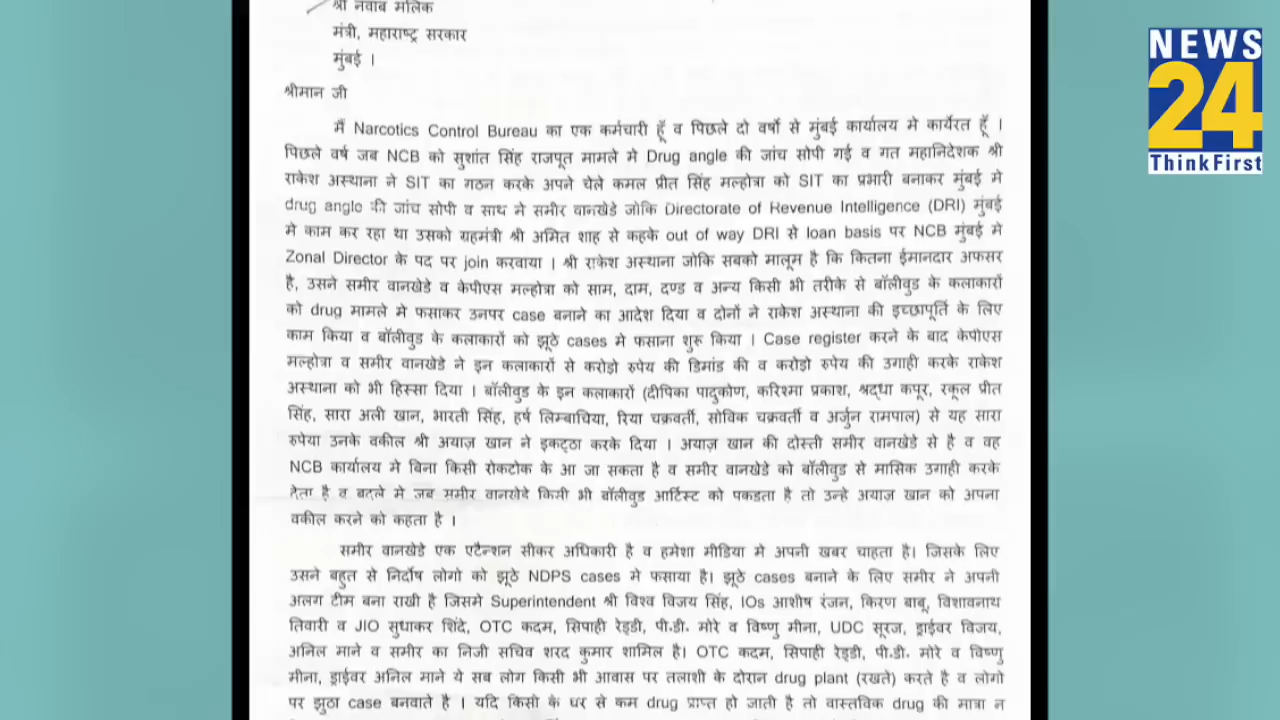 श्री नवाब मलिक
मंत्री, महाराष्ट्र सरकार
मुंबई ।
श्रीमान जी
मैं Narcotics Control Bureau का एक कर्मचारी हूँ व पिछले दो वर्षो से मुंबई कार्यालय मे कार्यरत हूँ ।
पिछले वर्ष जब NCB को सुशांत सिंह राजपूत मामले मे Drug angle की जांच सोपी गई व गत महानिदेशक श्री
राकेश अस्थाना ने SIT का गठन करके अपने चेले कमल प्रीत सिंह मल्होत्रा को SIT का प्रभारी बनाकर मुंबई मे
drug angle की जांच सोपी व साथ मे समीर वानखेडे जोकि Directorate of Revenue Intelligence (DRI) मुंबई
मे काम कर रहा था उसको ग्रहमंत्री श्री अमित शाह से कहके out of way DRI से loan basis पर NCB मुंबई मे
Zonal Director के पद पर join करवाया । श्री राकेश अस्थाना जोकि सबको मालूम है कि कितना ईमानदार अफसर
है, उसने समीर वानखेडे व केपीएस मल्होत्रा को साम, दाम, दण्ड व अन्य किसी भी तरीके से बॉलीवुड के कलाकारों
को drug मामले मे फसाकर उनपर case बनाने का आदेश दिया व दोनों ने राकेश अस्थाना की इच्छापूर्ति के लिए
काम किया व बॉलीवुड के कलाकारों को झूठे cases मे फसाना शुरू किया । Case register करने के बाद केपीएस
मल्होत्रा व समीर वानखेडे ने इन कलाकारों से करोड़ो रुपेय की डिमांड की व करोड़ो रुपेय की उगाही करके राकेश
अस्थाना को भी हिस्सा दिया । बॉलीवुड के इन कलाकारों (दीपिका पादुकोण, करिश्मा प्रकाश, श्रद्धा कपूर, रकूल प्रीत
सिंह, सारा अली खान, भारती सिंह, हर्ष लिम्बाचिया, रिया चक्रवर्ती, सोविक चक्रवर्ती व अर्जुन रामपाल) से यह सारा
रुपेया उनके वकील श्री अयाज़ खान ने इकट्ठा करके दिया । अयाज़ खान की दोस्ती समीर वानखेडे से है व वह
NCB कार्यालय मे बिना किसी रोकटोक के आ जा सकता है व समीर वानखेडे को बॉलीवुड से मासिक उगाही करके
देता है व बदले मे जब समीर वानखेडे किसी भी बॉलीवुड आर्टिस्ट को पकडता है तो उन्हे अयाज़ खान को अपना
वकील करने को कहता है ।
समीर वानखेडे एक एटैन्शन सीकर अधिकारी है व हमेशा मीडिया मे अपनी खबर चाहता है। जिसके लिए
उसने बहुत से निर्दोष लोगो को झूठे NDPS cases मे फसाया है। झूठे cases बनाने के लिए समीर ने अपनी
अलग टीम बना राखी है जिसमे Superintendent श्री विश्व विजय सिंह, IOs आशीष रंजन, किरण बाबू, विशावनाथ
तिवारी व JIO सुधाकर शिंदे, OTC कदम, सिपाही रेड्डी, पी.डी. मोरे व विष्णु मीना, UDC सूरज, ड्राईवर विजय,
अनिल माने व समीर का निजी सचिव शरद कुमार शामिल है। OTC कदम, सिपाही रेड्डी, पी.डी. मोरे व विष्णु
मीना, ड्राईवर अनिल माने ये सब लोग किसी भी आवास पर तलाशी के दोरान drug plant (रखते) करते है व लोगो
पर झुठा case बनवाते है । यदि किसी के घर से कम drug प्राप्त हो जाती है तो वास्तविक drug की मात्रा न
NEWS
24
ThinkFirst